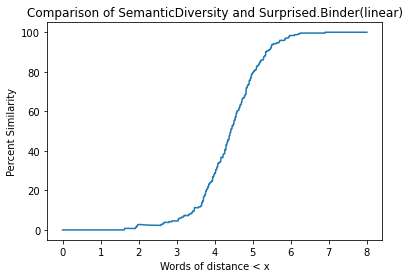 Comparison of SemanticDiversity and Surprised.Binder(linear)
100
80
60
40
20
0
Percent Similarity
0 1 2 3 4 5 6 7 8
Words of distance < x